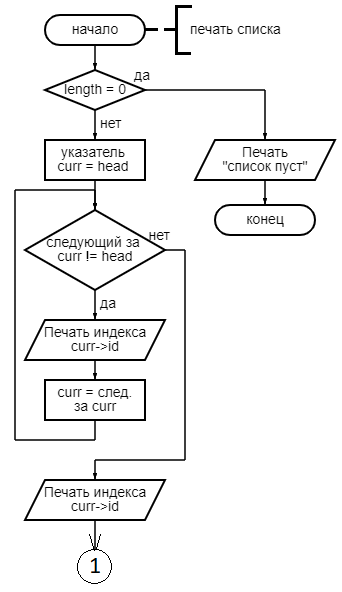 начало
печать списка
length = 0
да
нет
указатель
curr = head
Печать
"список пуст"
конец
следующий за
curr != head
нет
да
Печать индекса
curr->id
curr = след.
за curr
Печать индекса
curr->id
1